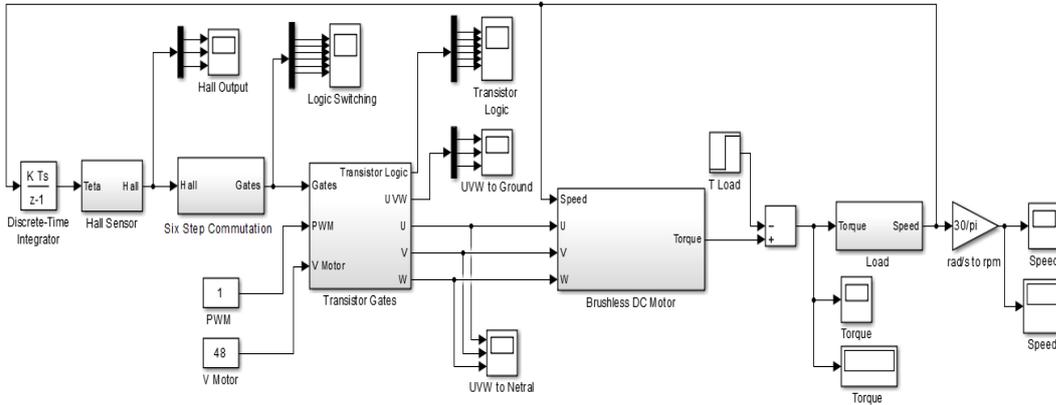 Hall Output
Logic Switching
Transistor
Logic
UVW to Ground
T Load
K Ts
z-1
Discrete-Time
Integrator
Teta Hall
Hall Sensor
Hall Gates
Six Step Commutation
Transistor Logic
Gates
UVW
PWM
U
V
V Motor
W
Transistor Gates
Speed
U
V
W
Torque
Brushless DC Motor
-
+
Torque Speed
Load
30/pi
rad/s to rpm
Speed
Speed
1
PWM
48
V Motor
UVW to Netral
Torque
Torque